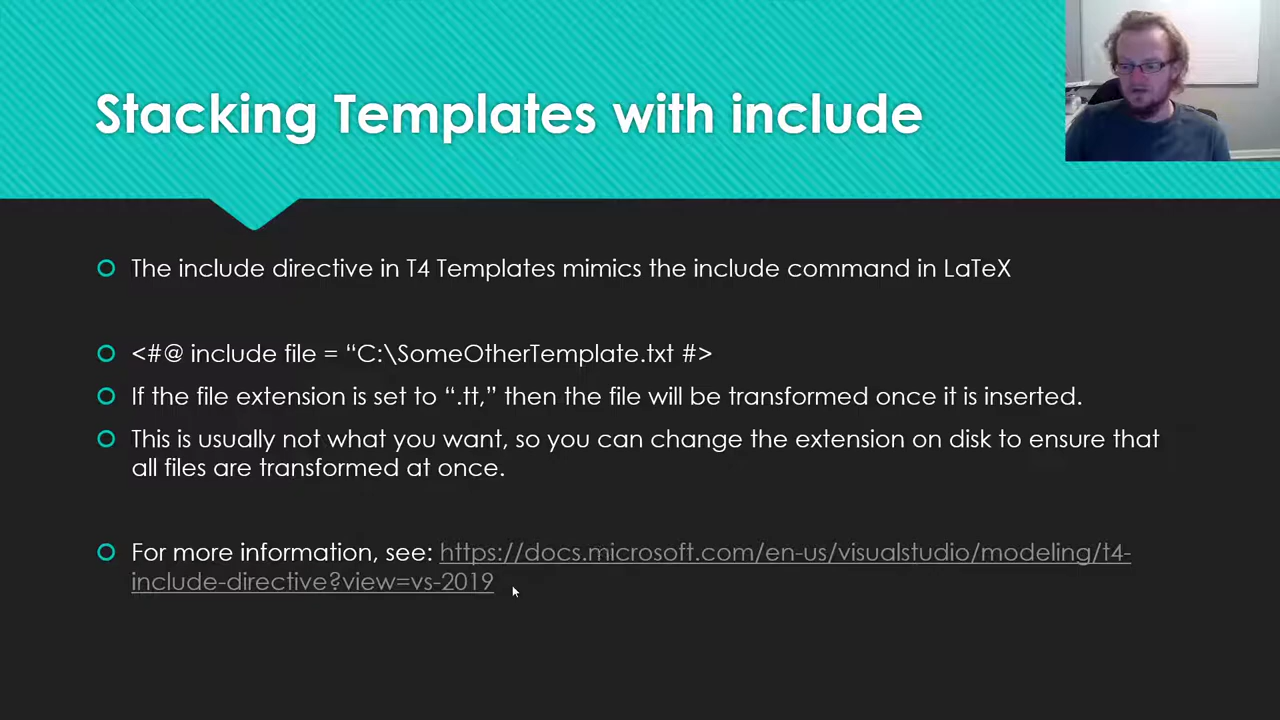 Stacking Templates with include
The include directive in T4 Templates mimics the include command in LaTeX
<#@ include file = “C:\SomeOtherTemplate.txt #>
If the file extension is set to “.tt,” then the file will be transformed once it is inserted.
This is usually not what you want, so you can change the extension on disk to ensure that
all files are transformed at once.
For more information, see: https://docs.microsoft.com/en-us/visualstudio/modeling/t4-
include-directive?view=vs-2019